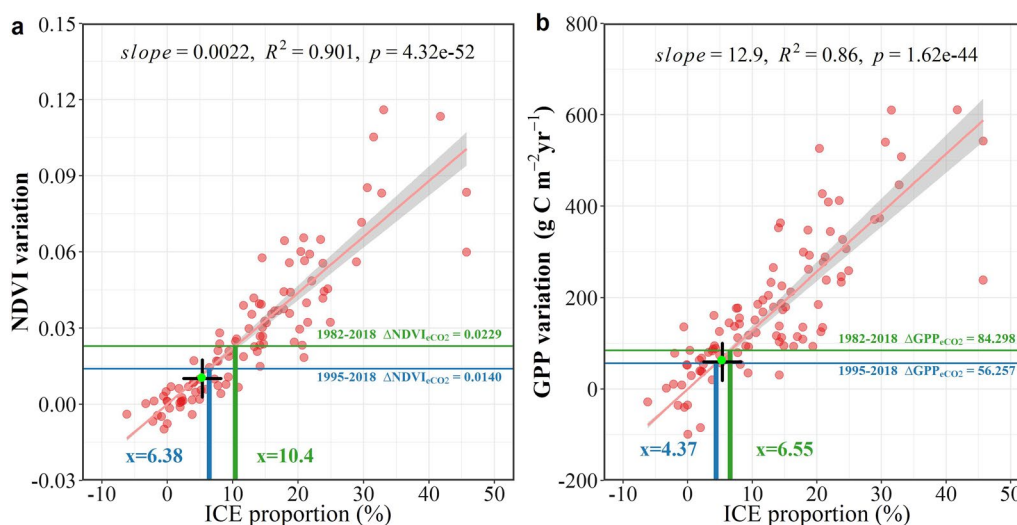 a
slope = 0.0022, R² = 0.901, p = 4.32e-52
NDVI variation
0.15
0.12
0.09
0.06
0.03
0.00
-0.03
1982-2018 ΔNDVIeCO2 = 0.0229
1995-2018 ΔNDVIeCO2 = 0.0140
x=6.38
x=10.4
-10
0
10
20
30
40
50
ICE proportion (%)
b
slope = 12.9, R² = 0.86, p = 1.62e-44
GPP variation (g C m⁻²yr⁻¹)
800
600
400
200
0
-200
1982-2018 ΔGPPeCO2 = 84.298
1995-2018 ΔGPPeCO2 = 56.257
x=4.37
x=6.55
-10
0
10
20
30
40
50
ICE proportion (%)